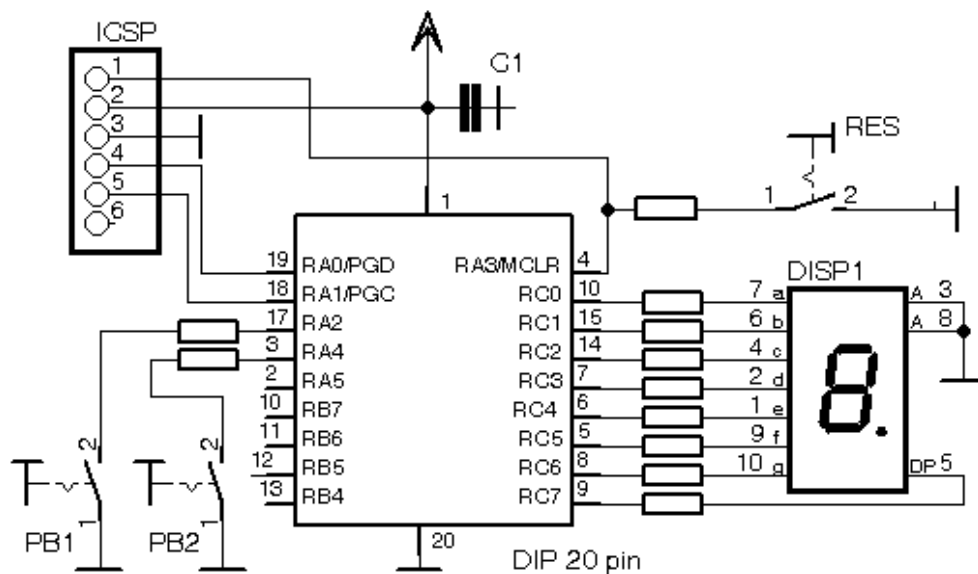 ICSP
1
2
3
4
5
6
C1
RES
1
2
1
19 RA0/PGD
18 RA1/PGC
17 RA2
3 RA4
2 RA5
10 RB7
11 RB6
12 RB5
13 RB4
RA3/MCLR 4
RC0 10
RC1 15
RC2 14
RC3 7
RC4 6
RC5 5
RC6 8
RC7 9
20
DIP 20 pin
DISP1
7 a
6 b
4 c
2 d
1 e
9 f
10 g
A 3
A 8
DP 5
2
1
PB1
2
1
PB2